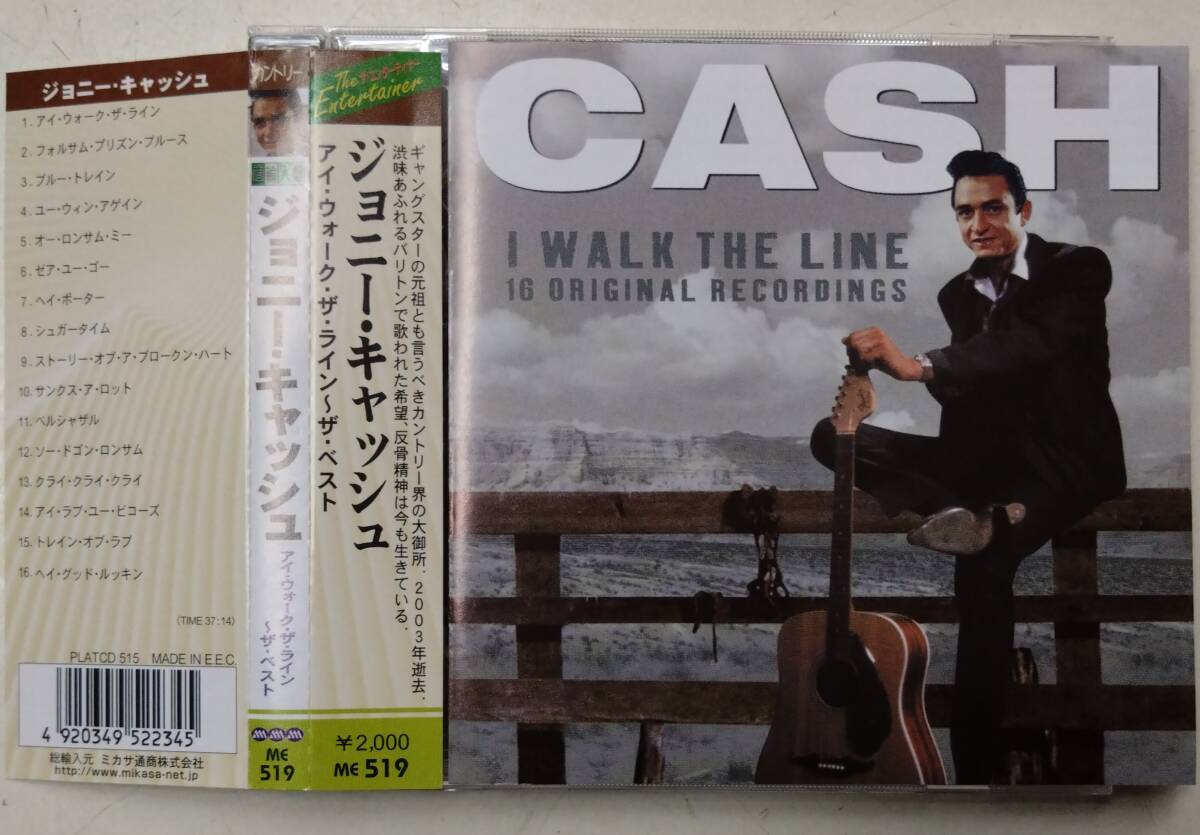 ジョニー・キャッシュ
1. アイ・ウォーク・ザ・ライン
2. フォルサム・プリズン・ブルース
3. ブルー・トレイン
4. ユー・ウィン・アゲイン
5. オー・ロンサム・ミー
6. ゼア・ユー・ゴー
7. ヘイ・ポーター
8. シュガータイム
9. ストーリー・オブ・ア・ブロークン・ハート
10. サンクス・ア・ロット
11. ベルシャザル
12. ソー・ドゴン・ロンサム
13. クライ・クライ・クライ
14. アイ・ラブ・ユー・ビコーズ
15. トレイン・オブ・ラブ
16. ヘイ・グッド・ルッキン
(TIME 37:14)
PLATCD 515 MADE IN E.E.C.
4 920349 522345
総輸入元 ミカサ通商株式会社
http://www.mikasa-net.jp
カントリー
ジョニー・キャッシュ
アイ・ウォーク・ザ・ライン
～ザ・ベスト
ME
519
The ザ・エンターテイナー
Entertainer
ギャングスターの元祖とも言うべきカントリー界の大御所。2003年逝去。
渋味あふれるバリトンで歌われた希望、反骨精神は今も生きている。
ジョニー・キャッシュ
アイ・ウォーク・ザ・ライン～ザ・ベスト
¥2,000
ME 519
CASH
I WALK THE LINE
16 ORIGINAL RECORDINGS